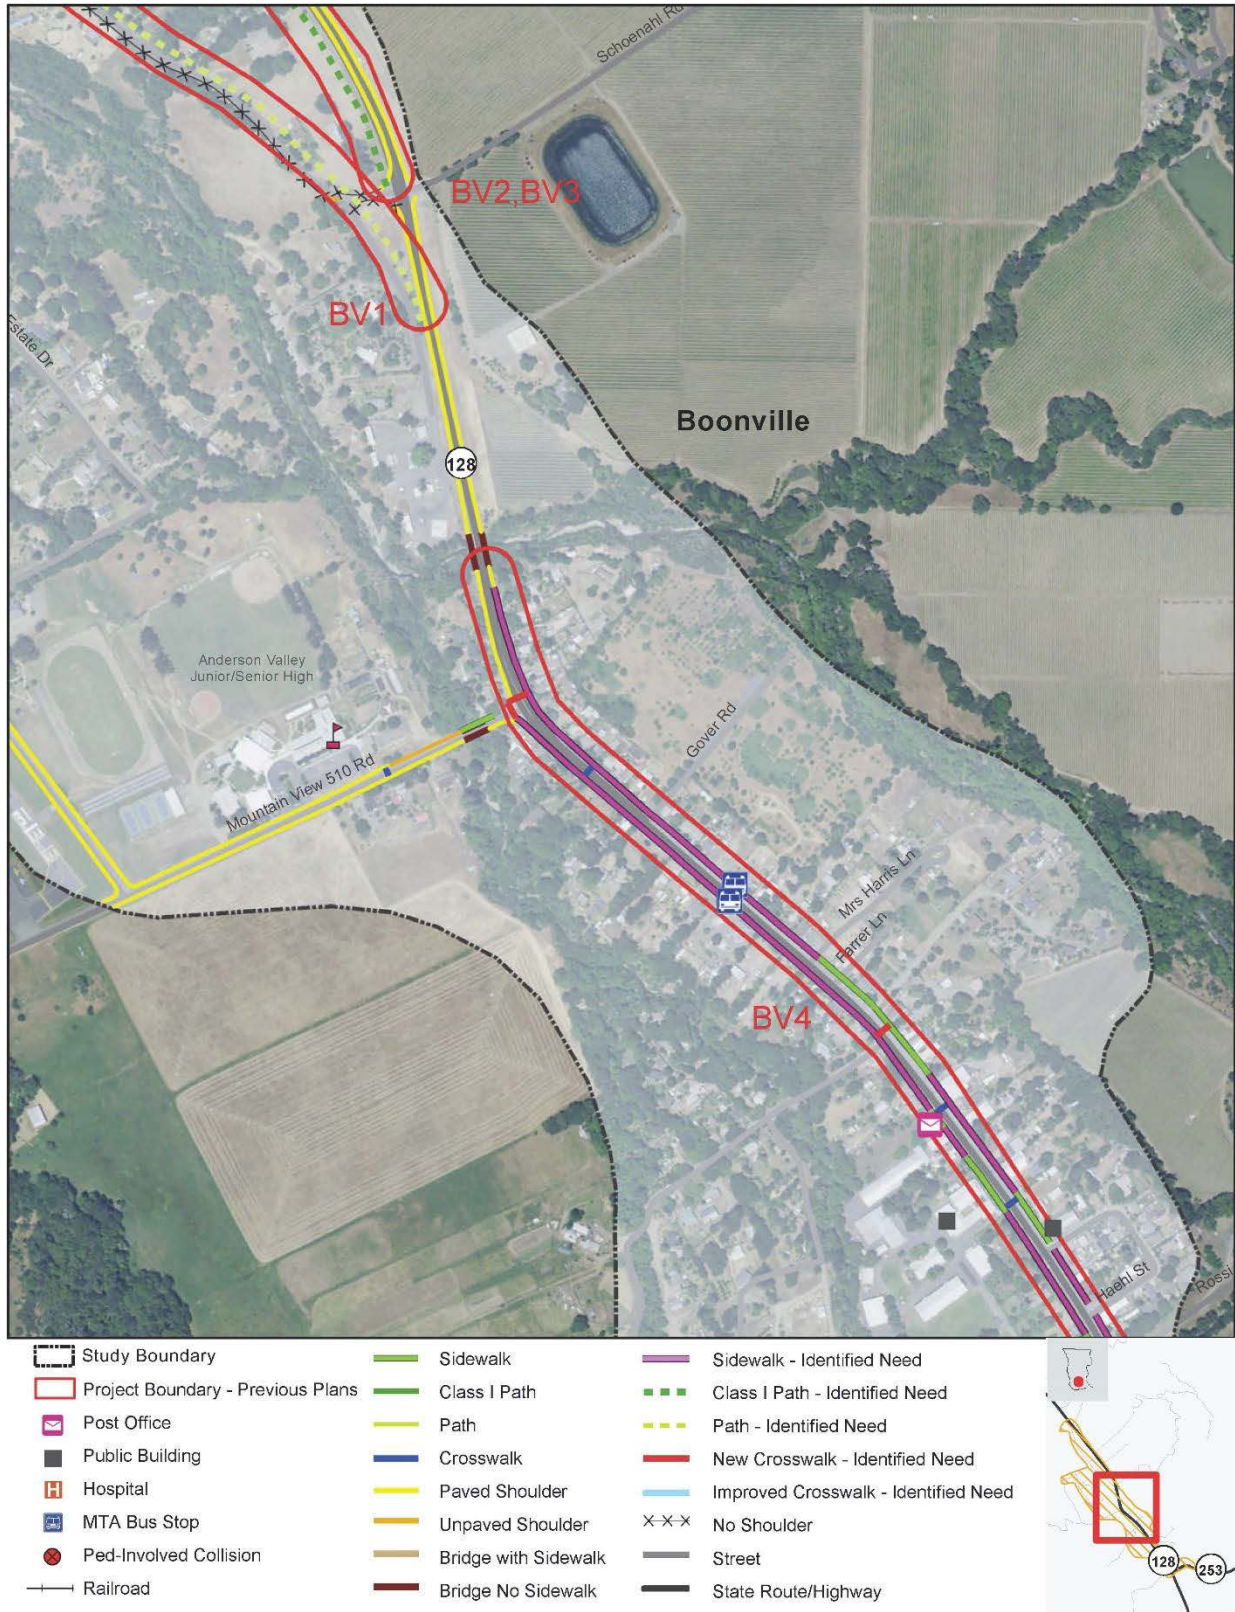 Schoenahl Rd
BV2,BV3
BV1
Estate Dr
Boonville
128
Anderson Valley
Junior/Senior High
Gover Rd
Mountain View 510 Rd
Mrs Harris Ln
Farrer Ln
BV4
Haehl St
Rossi
Study Boundary
Project Boundary - Previous Plans
Post Office
Public Building
H Hospital
MTA Bus Stop
Ped-Involved Collision
Railroad
Sidewalk
Class I Path
Path
Crosswalk
Paved Shoulder
Unpaved Shoulder
Bridge with Sidewalk
Bridge No Sidewalk
Sidewalk - Identified Need
Class I Path - Identified Need
Path - Identified Need
New Crosswalk - Identified Need
Improved Crosswalk - Identified Need
No Shoulder
Street
State Route/Highway
128
253